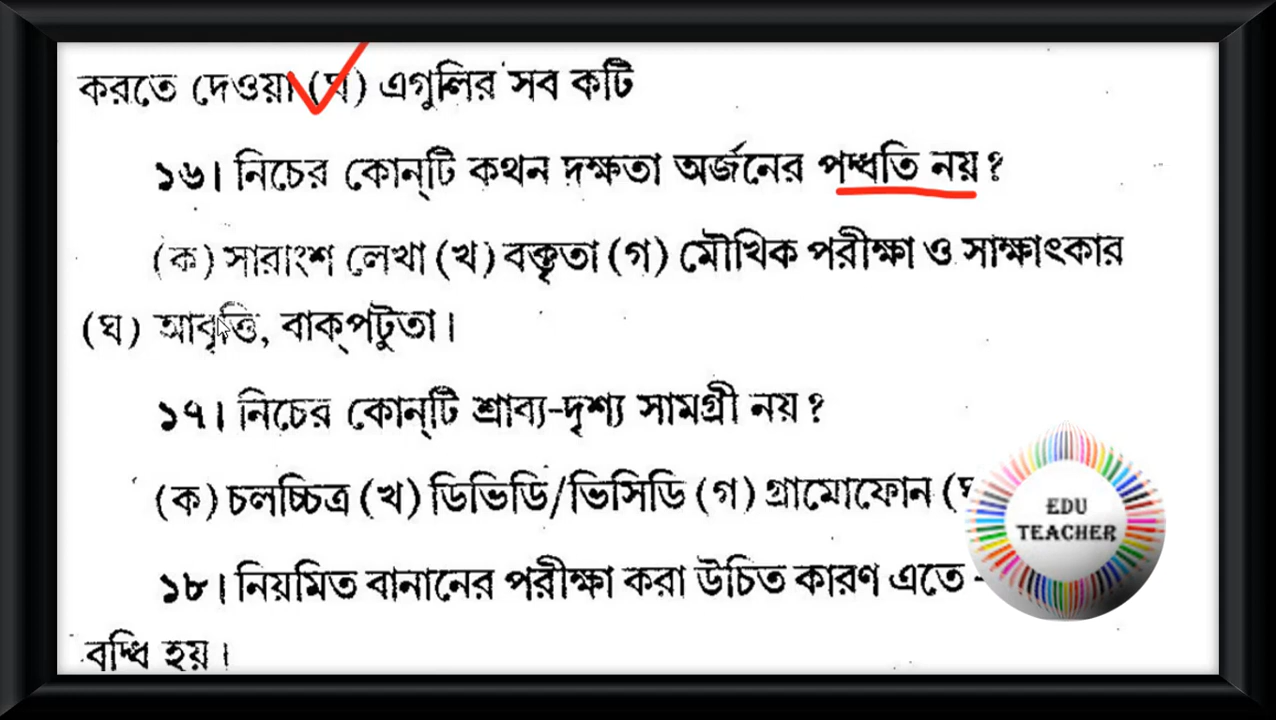 করতে দেওয়া (ঘ) এগুলির সব কটি
১৬। নিচের কোন্‌টি কথন দক্ষতা অর্জনের পদ্ধতি নয়?
(ক) সারাংশ লেখা (খ) বক্তৃতা (গ) মৌখিক পরীক্ষা ও সাক্ষাৎকার
(ঘ) আবৃত্তি, বাক্‌পটুতা।
১৭। নিচের কোন্‌টি শ্রাব্য-দৃশ্য সামগ্রী নয়?
(ক) চলচ্চিত্র (খ) ডিভিডি/ভিসিডি (গ) গ্রামোফোন (ঘ
১৮। নিয়মিত বানানের পরীক্ষা করা উচিত কারণ এতে -
বৃদ্ধি হয়।
EDU
TEACHER